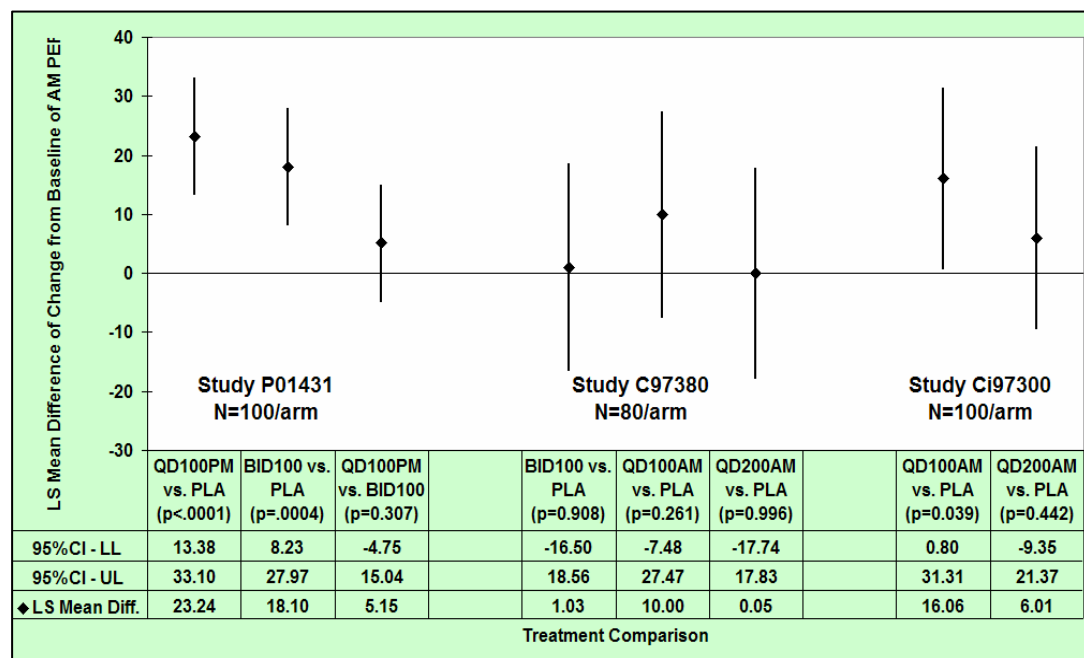 LS Mean Difference of Change from Baseline of AM PEF
40
30
20
10
0
-10
-20
-30
Study P01431
N=100/arm
Study C97380
N=80/arm
Study Ci97300
N=100/arm
QD100PM vs. PLA (p<.0001)
BID100 vs. PLA (p=.0004)
QD100PM vs. BID100 (p=0.307)
BID100 vs. PLA (p=0.908)
QD100AM vs. PLA (p=0.261)
QD200AM vs. PLA (p=0.996)
QD100AM vs. PLA (p=0.039)
QD200AM vs. PLA (p=0.442)
95%CI - LL 13.38 8.23 -4.75 -16.50 -7.48 -17.74 0.80 -9.35
95%CI - UL 33.10 27.97 15.04 18.56 27.47 17.83 31.31 21.37
LS Mean Diff. 23.24 18.10 5.15 1.03 10.00 0.05 16.06 6.01
Treatment Comparison